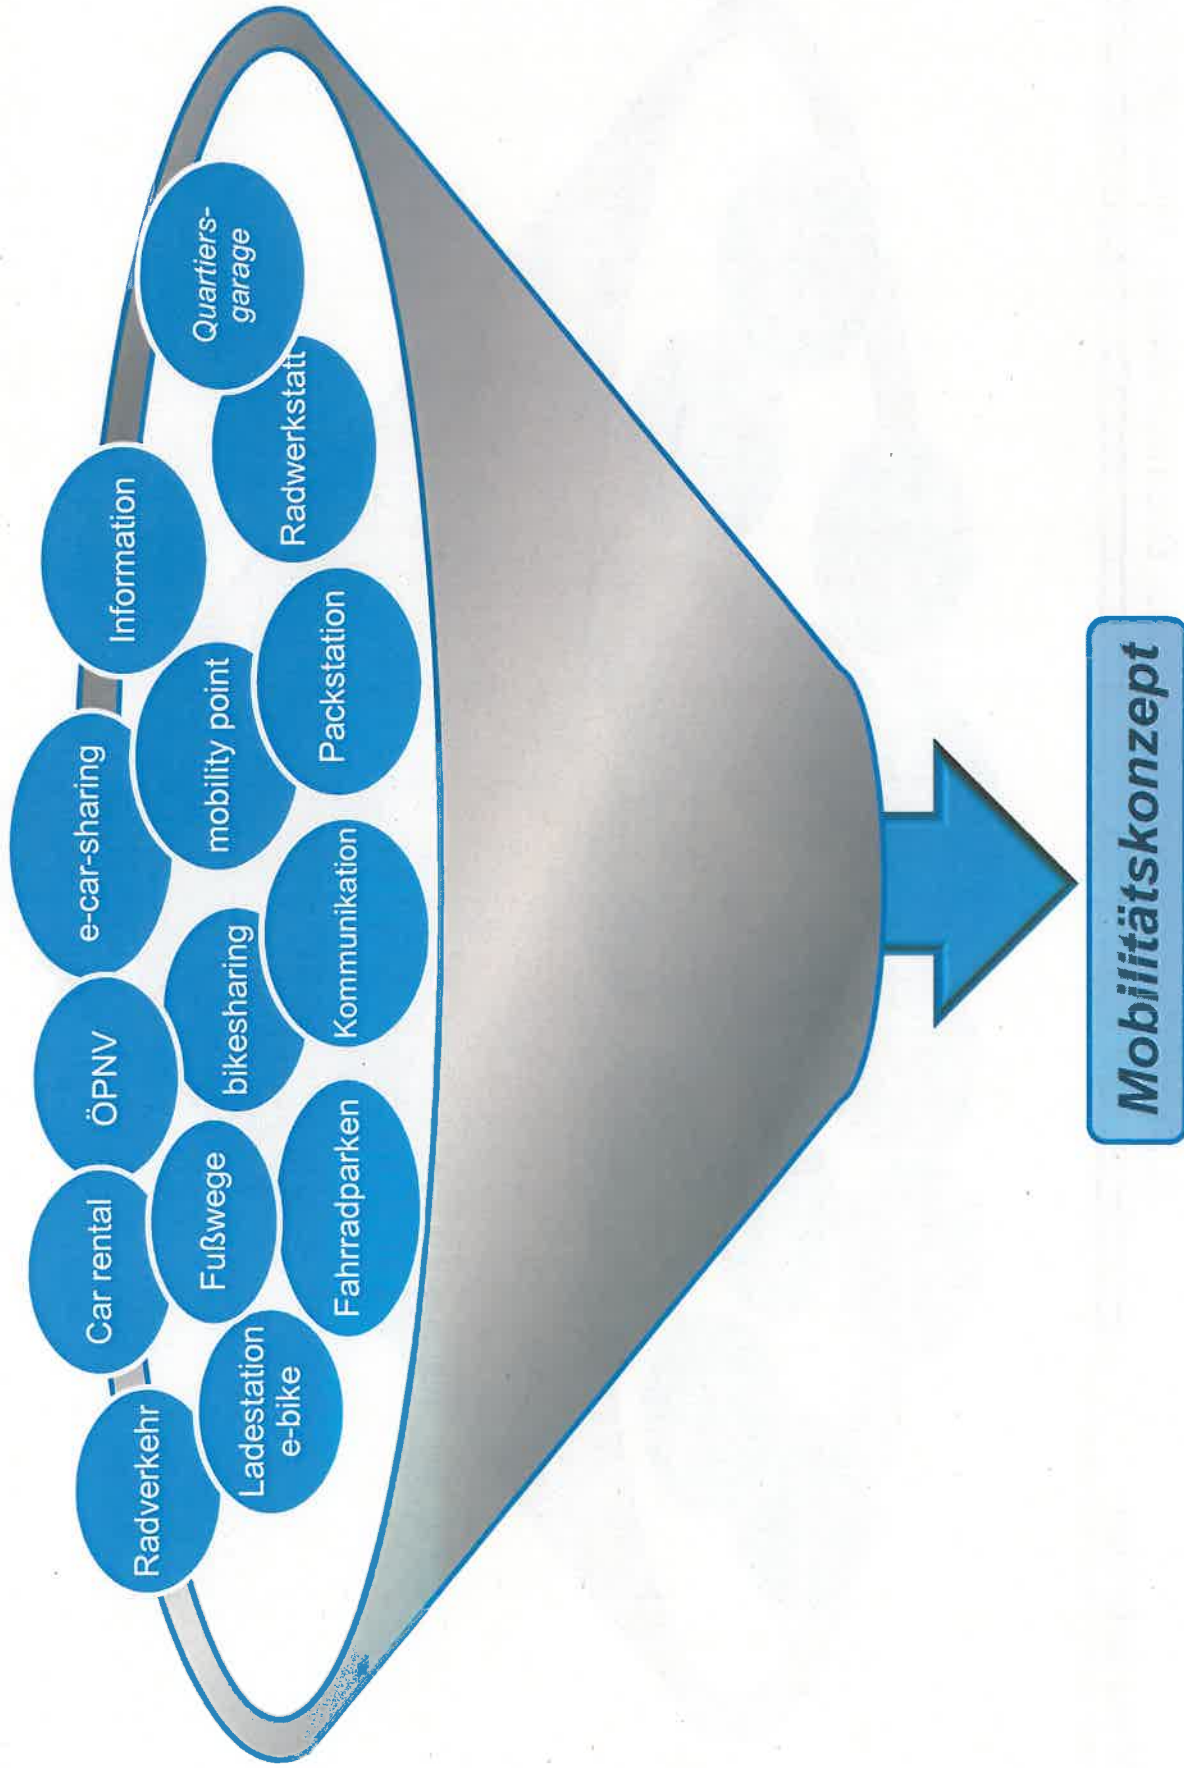 Radverkehr
Car rental
ÖPNV
e-car-sharing
Information
Ladestation
e-bike
Fußwege
bikesharing
mobility point
Quartiers-
garage
Fahrradparken
Kommunikation
Packstation
Radwerkstatt
Mobilitätskonzept